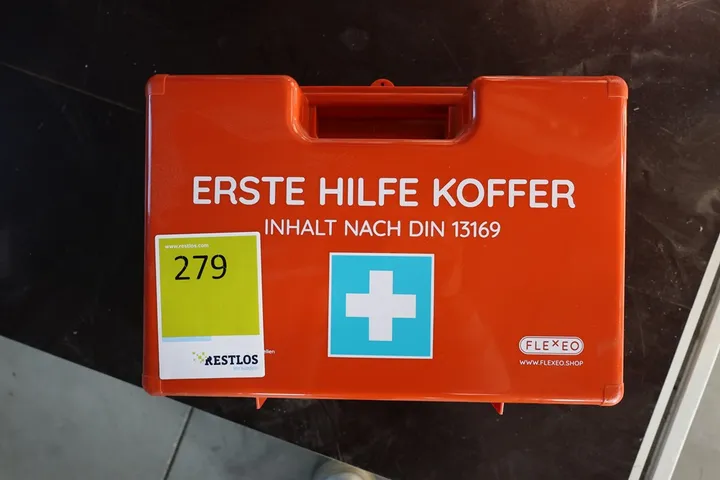 ERSTE HILFE KOFFER
INHALT NACH DIN 13169
www.restlos.com
279
RESTLOS
FLEXEO
WWW.FLEXEO.SHOP